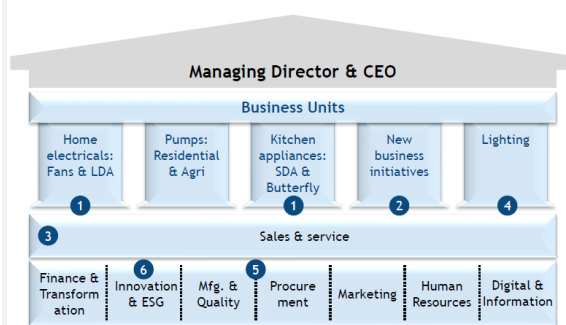 Managing Director & CEO
Business Units
Home
electricals:
Fans & LDA
Pumps:
Residential
& Agri
Kitchen
appliances:
SDA &
Butterfly
New
business
initiatives
Lighting
1
1
2
4
3
Sales & service
6
5
Finance &
Transform
ation
Innovation
& ESG
Mfg. &
Quality
Procure
ment
Marketing
Human
Resources
Digital &
Information